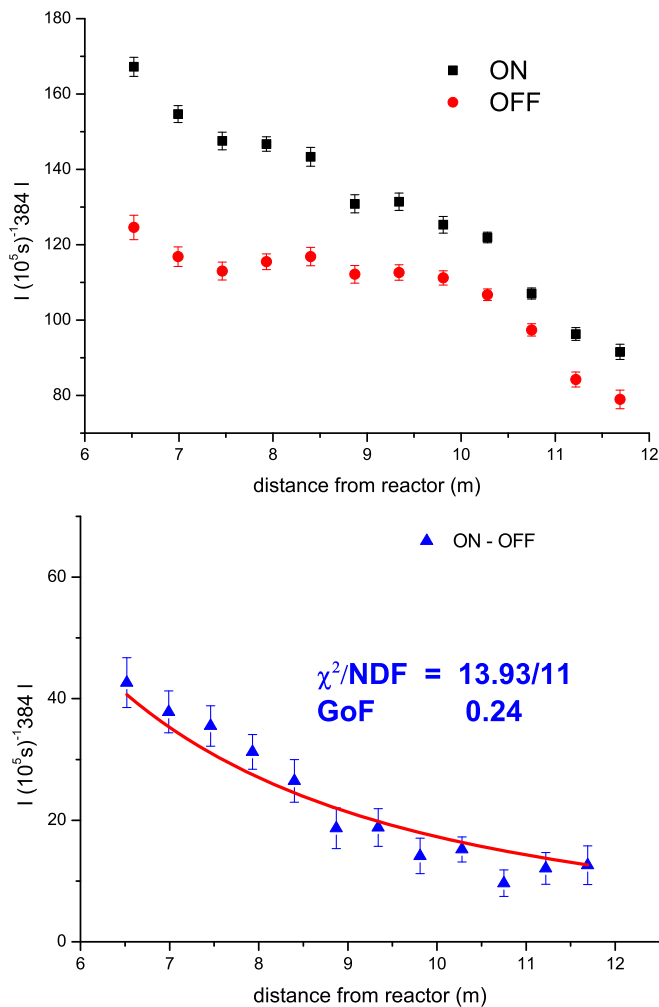 180
160
140
120
100
80
I (10⁵s)⁻¹384 l
ON
OFF
6 7 8 9 10 11 12
distance from reactor (m)
60
40
20
0
I (10⁵s)⁻¹384 l
ON - OFF
χ²/NDF = 13.93/11
GoF 0.24
6 7 8 9 10 11 12
distance from reactor (m)